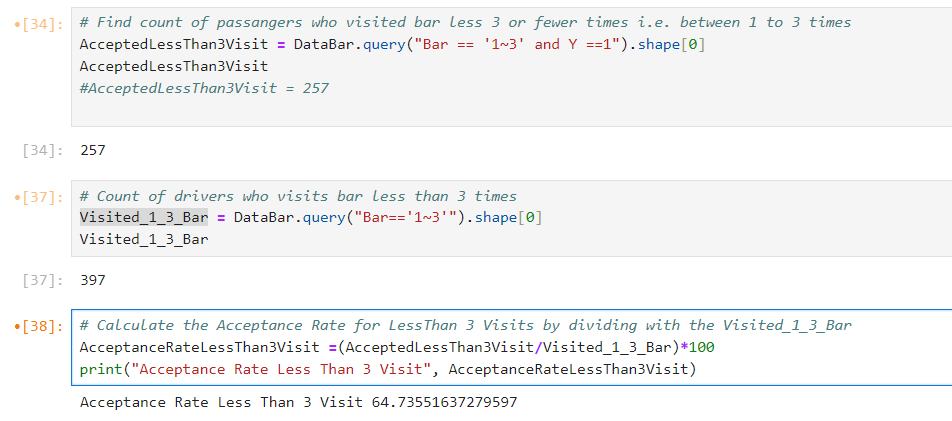 [34]: # Find count of passangers who visited bar less 3 or fewer times i.e. between 1 to 3 times
AcceptedLessThan3Visit = DataBar.query("Bar == '1~3' and Y ==1").shape[0]
AcceptedLessThan3Visit
#AcceptedLessThan3Visit = 257
[34]: 257
[37]: # Count of drivers who visits bar less than 3 times
Visited_1_3_Bar = DataBar.query("Bar=='1~3'").shape[0]
Visited_1_3_Bar
[37]: 397
[38]: # Calculate the Acceptance Rate for LessThan 3 Visits by dividing with the Visited_1_3_Bar
AcceptanceRateLessThan3Visit =(AcceptedLessThan3Visit/Visited_1_3_Bar)*100
print("Acceptance Rate Less Than 3 Visit", AcceptanceRateLessThan3Visit)
Acceptance Rate Less Than 3 Visit 64.73551637279597